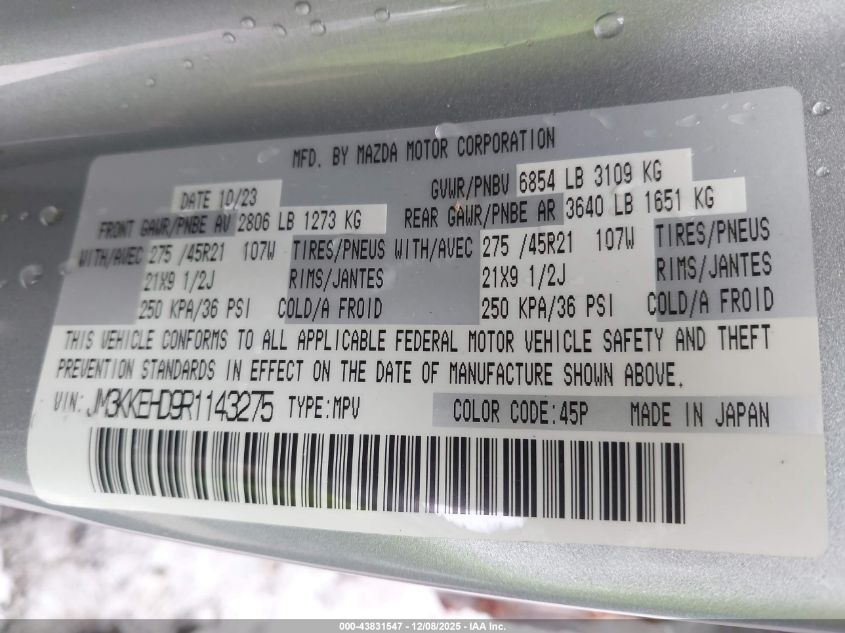 MFD. BY MAZDA MOTOR CORPORATION
DATE 10/23 GVWR/PNBV 6854 LB 3109 KG
FRONT GAWR/PNBE AV 2806 LB 1273 KG REAR GAWR/PNBE AR 3640 LB 1651 KG
WITH/AVEC 275 /45R21 107W TIRES/PNEUS WITH/AVEC 275 /45R21 107W TIRES/PNEUS
21X9 1/2J RIMS/JANTES 21X9 1/2J RIMS/JANTES
250 KPA/36 PSI COLD/A FROID 250 KPA/36 PSI COLD/A FROID
THIS VEHICLE CONFORMS TO ALL APPLICABLE FEDERAL MOTOR VEHICLE SAFETY AND THEFT
PREVENTION STANDARDS IN EFFECT ON THE DATE OF MANUFACTURE SHOWN ABOVE.
VIN: JM3KKEHD9R1143275 TYPE:MPV COLOR CODE:45P MADE IN JAPAN
000-43831547 - 12/08/2025 - IAA Inc.